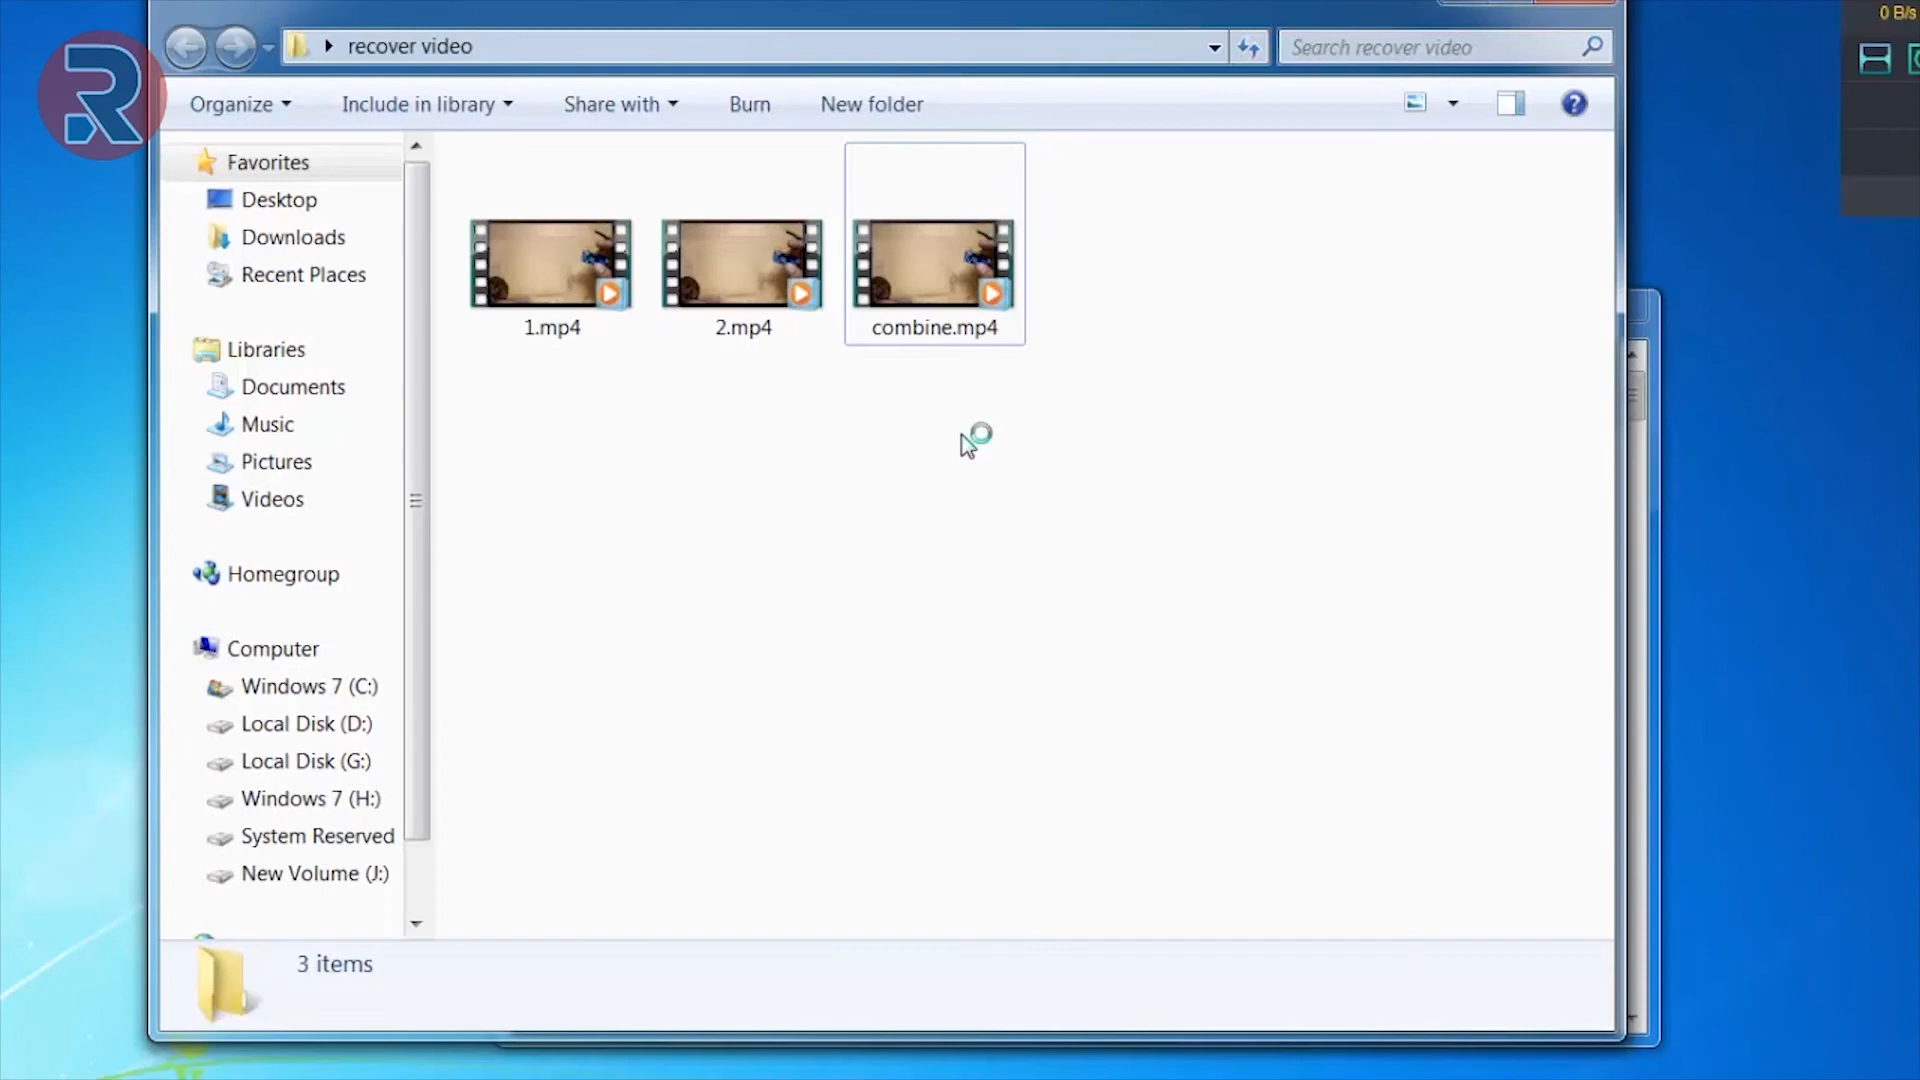 0 B/s
recover video
Search recover video
Organize
Include in library
Share with
Burn
New folder
Favorites
Desktop
Downloads
Recent Places
Libraries
Documents
Music
Pictures
Videos
Homegroup
Computer
Windows 7 (C:)
Local Disk (D:)
Local Disk (G:)
Windows 7 (H:)
System Reserved
New Volume (J:)
1.mp4
2.mp4
combine.mp4
3 items